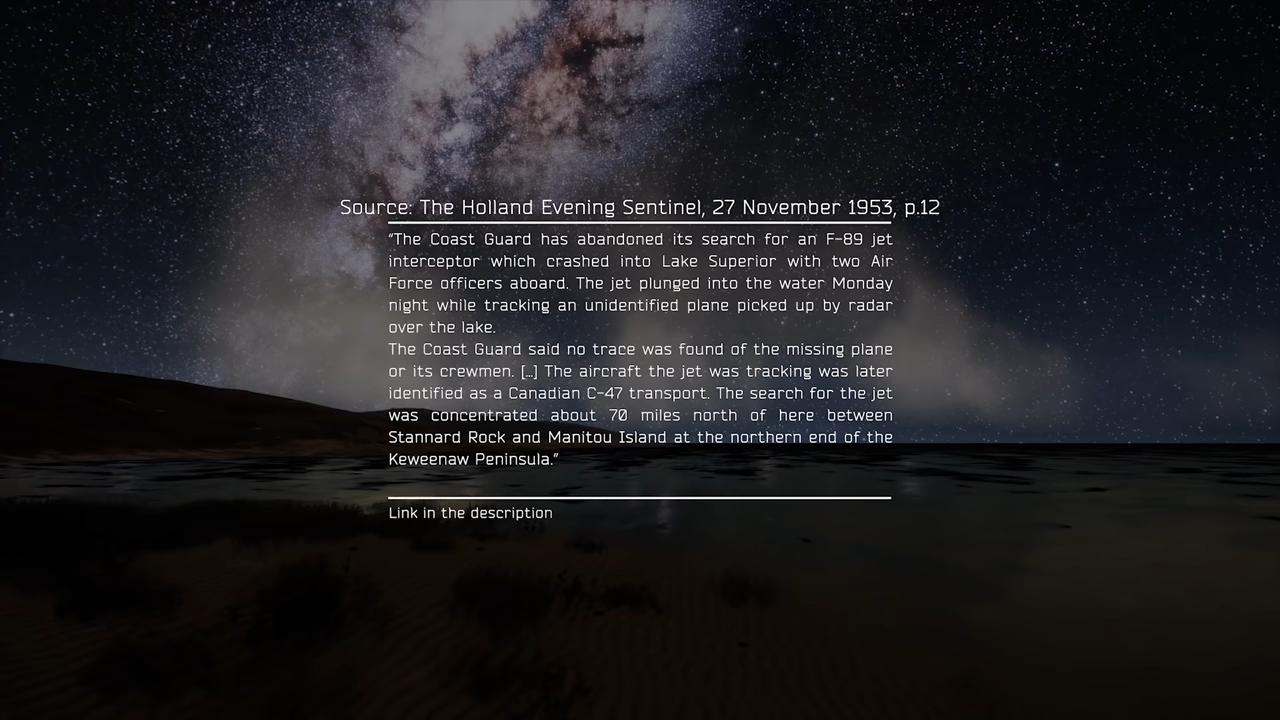 Source: The Holland Evening Sentinel, 27 November 1953, p.12
"The Coast Guard has abandoned its search for an F-89 jet
interceptor which crashed into Lake Superior with two Air
Force officers aboard. The jet plunged into the water Monday
night while tracking an unidentified plane picked up by radar
over the lake.
The Coast Guard said no trace was found of the missing plane
or its crewmen. […] The aircraft the jet was tracking was later
identified as a Canadian C-47 transport. The search for the jet
was concentrated about 70 miles north of here between
Stannard Rock and Manitou Island at the northern end of the
Keweenaw Peninsula."
Link in the description